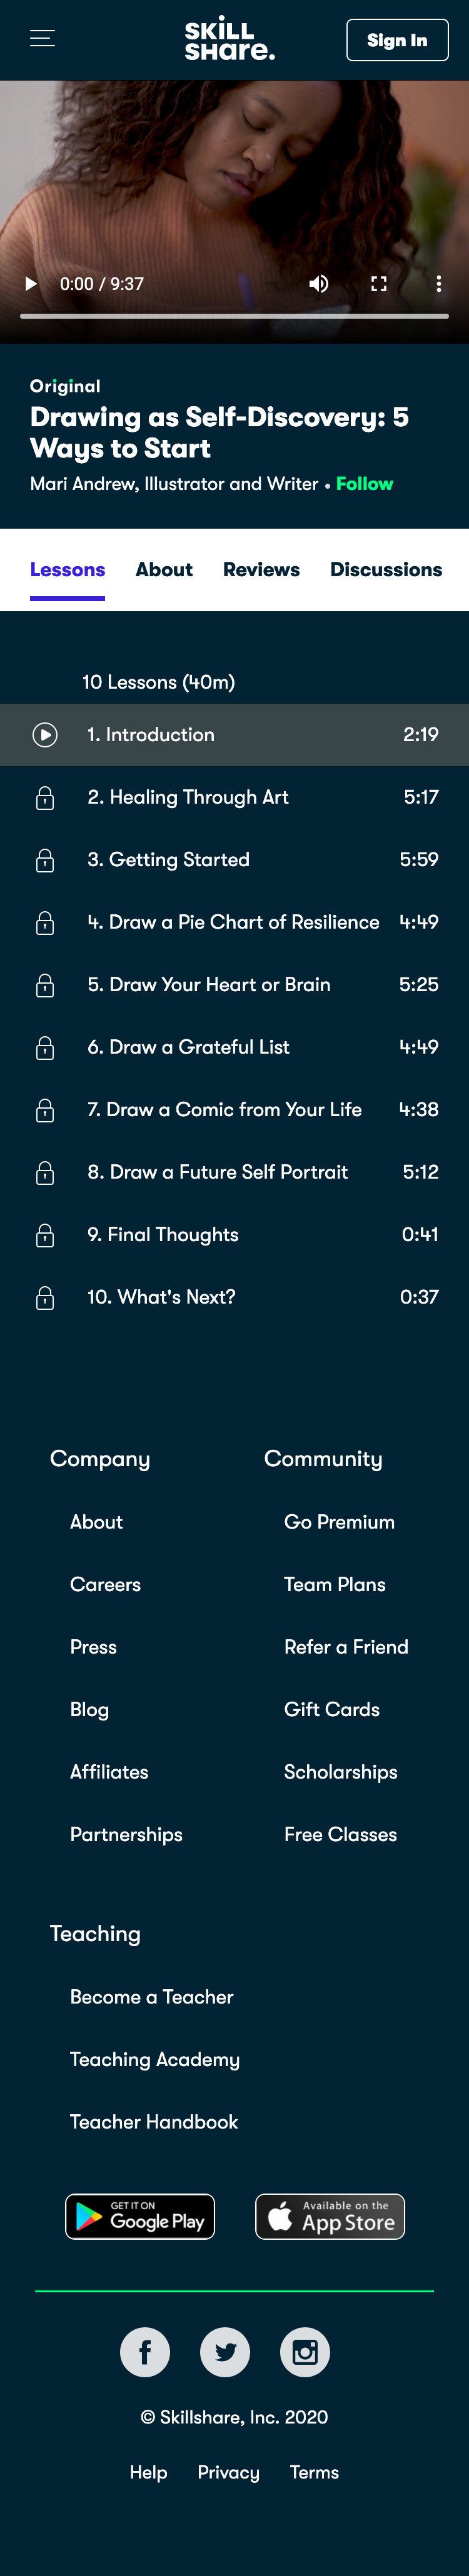 SKILL
SHARE.
Sign In
0:00 / 9:37
Original
Drawing as Self-Discovery: 5
Ways to Start
Mari Andrew, Illustrator and Writer • Follow
Lessons About Reviews Discussions
10 Lessons (40m)
1. Introduction 2:19
2. Healing Through Art 5:17
3. Getting Started 5:59
4. Draw a Pie Chart of Resilience 4:49
5. Draw Your Heart or Brain 5:25
6. Draw a Grateful List 4:49
7. Draw a Comic from Your Life 4:38
8. Draw a Future Self Portrait 5:12
9. Final Thoughts 0:41
10. What's Next? 0:37
Company
About
Careers
Press
Blog
Affiliates
Partnerships
Community
Go Premium
Team Plans
Refer a Friend
Gift Cards
Scholarships
Free Classes
Teaching
Become a Teacher
Teaching Academy
Teacher Handbook
GET IT ON
Google Play
Available on the
App Store
© Skillshare, Inc. 2020
Help Privacy Terms